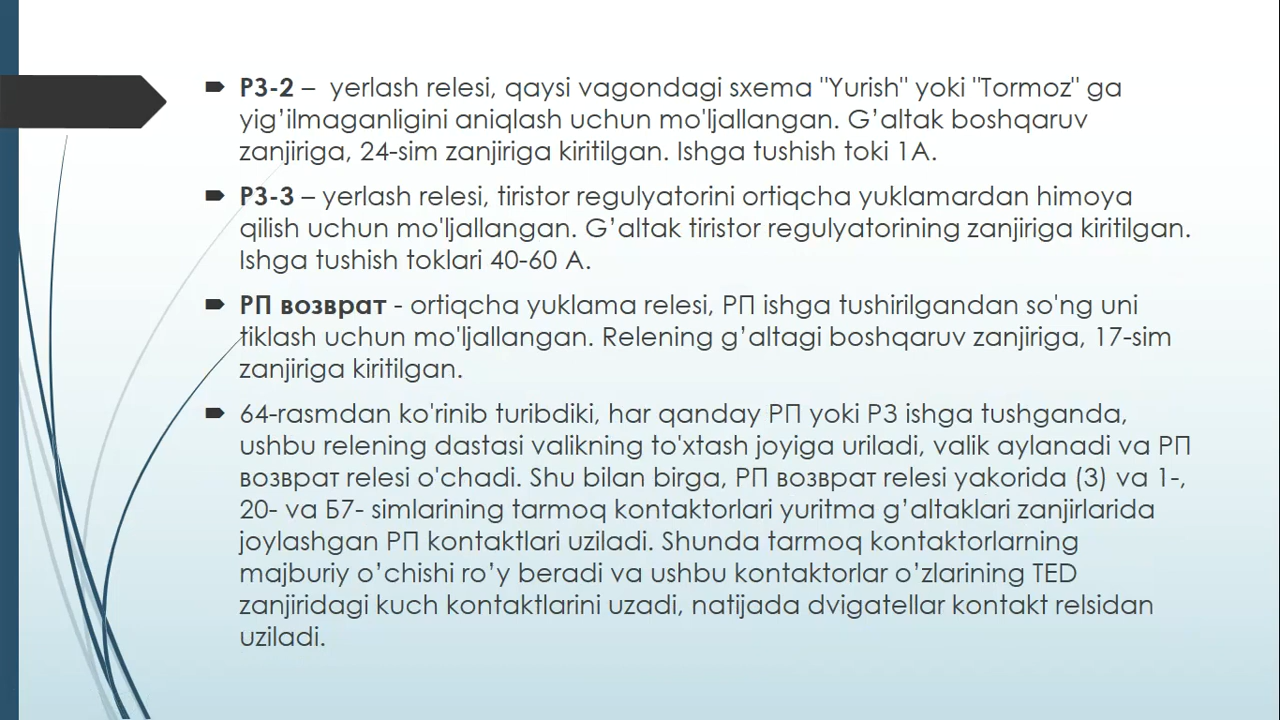 РЗ-2 – yerlash relesi, qaysi vagondagi sxema "Yurish" yoki "Tormoz" ga
yig’ilmaganligini aniqlash uchun mo'ljallangan. G’altak boshqaruv
zanjiriga, 24-sim zanjiriga kiritilgan. Ishga tushish toki 1A.
РЗ-3 – yerlash relesi, tiristor regulyatorini ortiqcha yuklamardan himoya
qilish uchun mo'ljallangan. G’altak tiristor regulyatorining zanjiriga kiritilgan.
Ishga tushish toklari 40-60 A.
РП возврат - ortiqcha yuklama relesi, РП ishga tushirilgandan so'ng uni
tiklash uchun mo'ljallangan. Relening g’altagi boshqaruv zanjiriga, 17-sim
zanjiriga kiritilgan.
64-rasmdan ko'rinib turibdiki, har qanday РП yoki РЗ ishga tushganda,
ushbu relening dastasi valikning to'xtash joyiga uriladi, valik aylanadi va РП
возврат relesi o'chadi. Shu bilan birga, РП возврат relesi yakorida (3) va 1-,
20- va Б7- simlarining tarmoq kontaktorlari yuritma g’altaklari zanjirlarida
joylashgan РП kontaktlari uziladi. Shunda tarmoq kontaktorlarning
majburiy o’chishi ro’y beradi va ushbu kontaktorlar o’zlarining TED
zanjiridagi kuch kontaktlarini uzadi, natijada dvigatellar kontakt relsidan
uziladi.